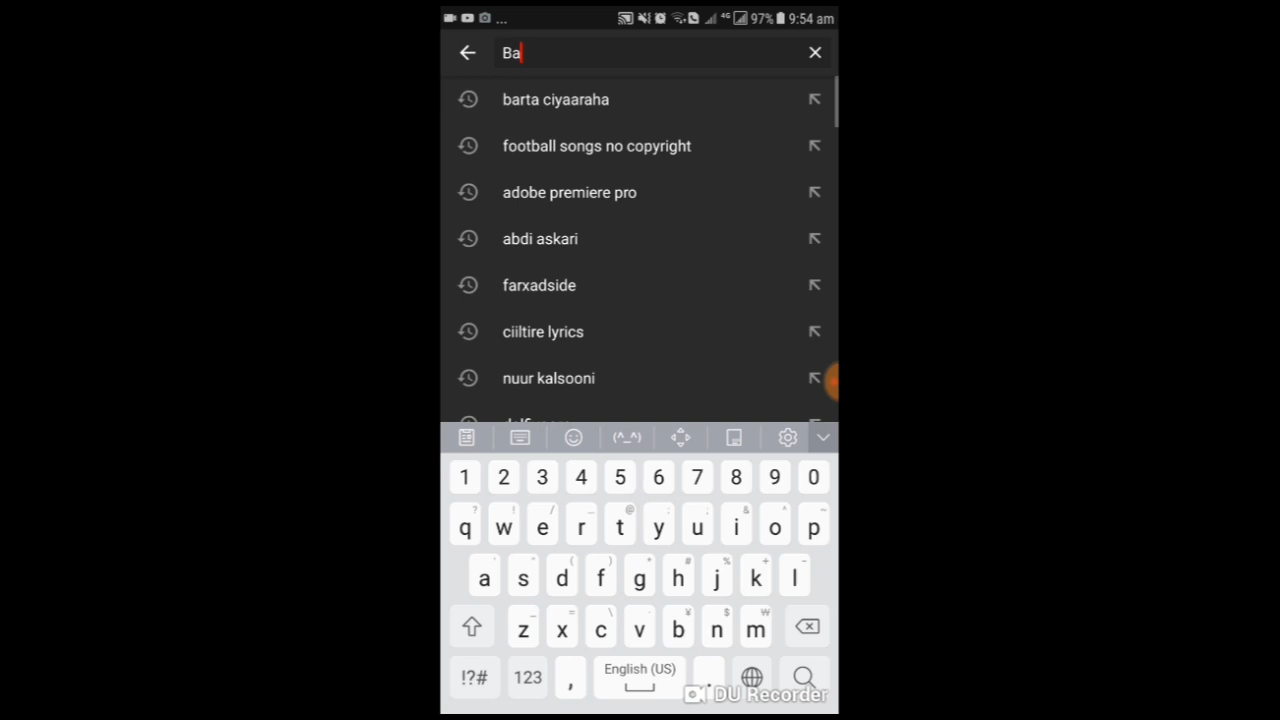 ... 4G 97% 9:54 am
Ba
barta ciyaaraha
football songs no copyright
adobe premiere pro
abdi askari
farxadside
ciiltire lyrics
nuur kalsooni
(^_^)
1 2 3 4 5 6 7 8 9 0
q w e r t y u i o p
a s d f g h j k l
z x c v b n m
!?# 123 , English (US) .
DU Recorder